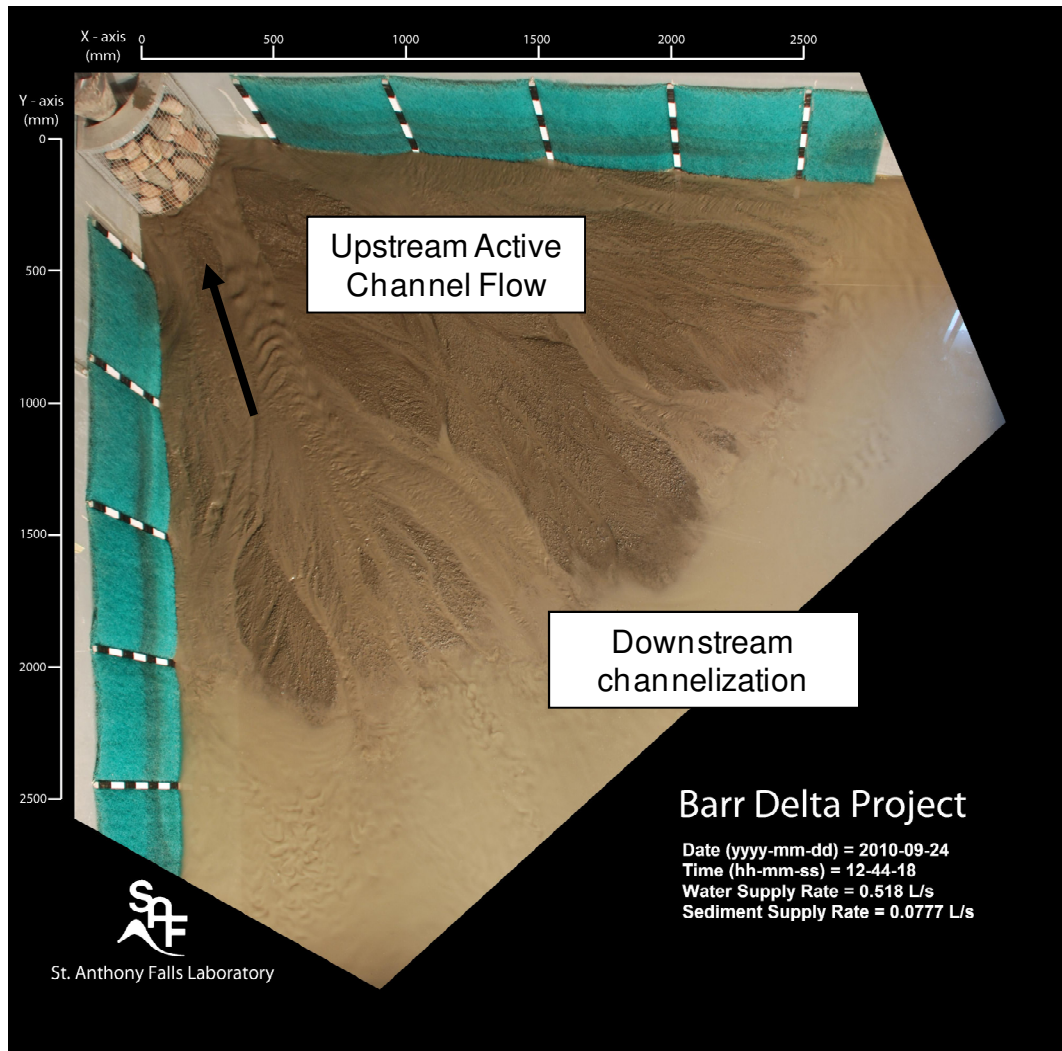 X - axis
(mm)
0
500
1000
1500
2000
2500
Y - axis
(mm)
0
500
1000
1500
2000
2500
Upstream Active
Channel Flow
Downstream
channelization
Barr Delta Project
Date (yyyy-mm-dd) = 2010-09-24
Time (hh-mm-ss) = 12-44-18
Water Supply Rate = 0.518 L/s
Sediment Supply Rate = 0.0777 L/s
SAF
St. Anthony Falls Laboratory